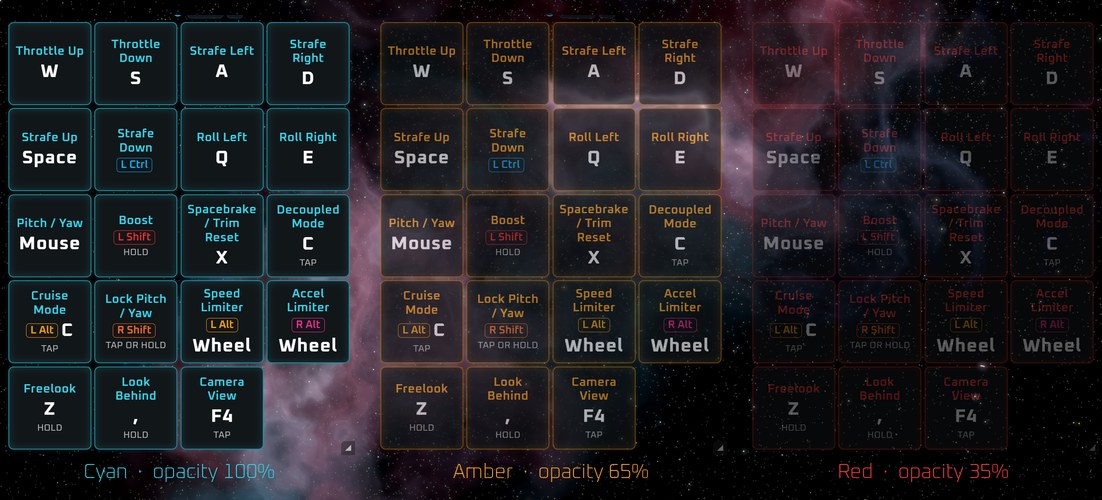 Throttle Up
W
Throttle
Down
S
Strafe Left
A
Strafe
Right
D
Strafe Up
Space
Strafe
Down
L Ctrl
Roll Left
Q
Roll Right
E
Pitch / Yaw
Mouse
Boost
L Shift
HOLD
Spacebrake
/ Trim
Reset
X
Decoupled
Mode
C
TAP
Cruise
Mode
L Alt C
TAP
Lock Pitch
/ Yaw
R Shift
TAP OR HOLD
Speed
Limiter
L Alt
Wheel
Accel
Limiter
R Alt
Wheel
Freelook
Z
HOLD
Look
Behind
,
HOLD
Camera
View
F4
TAP
Cyan · opacity 100%
Throttle Up
W
Throttle
Down
S
Strafe Left
A
Strafe
Right
D
Strafe Up
Space
Strafe
Down
L Ctrl
Roll Left
Q
Roll Right
E
Pitch / Yaw
Mouse
Boost
L Shift
HOLD
Spacebrake
/ Trim
Reset
X
Decoupled
Mode
C
TAP
Cruise
Mode
L Alt C
TAP
Lock Pitch
/ Yaw
R Shift
TAP OR HOLD
Speed
Limiter
L Alt
Wheel
Accel
Limiter
R Alt
Wheel
Freelook
Z
HOLD
Look
Behind
,
HOLD
Camera
View
F4
TAP
Amber · opacity 65%
Throttle Up
W
Throttle
Down
S
Strafe Left
A
Strafe
Right
D
Strafe Up
Space
Strafe
Down
L Ctrl
Roll Left
Q
Roll Right
E
Pitch / Yaw
Mouse
Boost
L Shift
HOLD
Spacebrake
/ Trim
Reset
X
Decoupled
Mode
C
TAP
Cruise
Mode
L Alt C
TAP
Lock Pitch
/ Yaw
R Shift
TAP OR HOLD
Speed
Limiter
L Alt
Wheel
Accel
Limiter
R Alt
Wheel
Freelook
Z
HOLD
Look
Behind
,
HOLD
Camera
View
F4
TAP
Red · opacity 35%